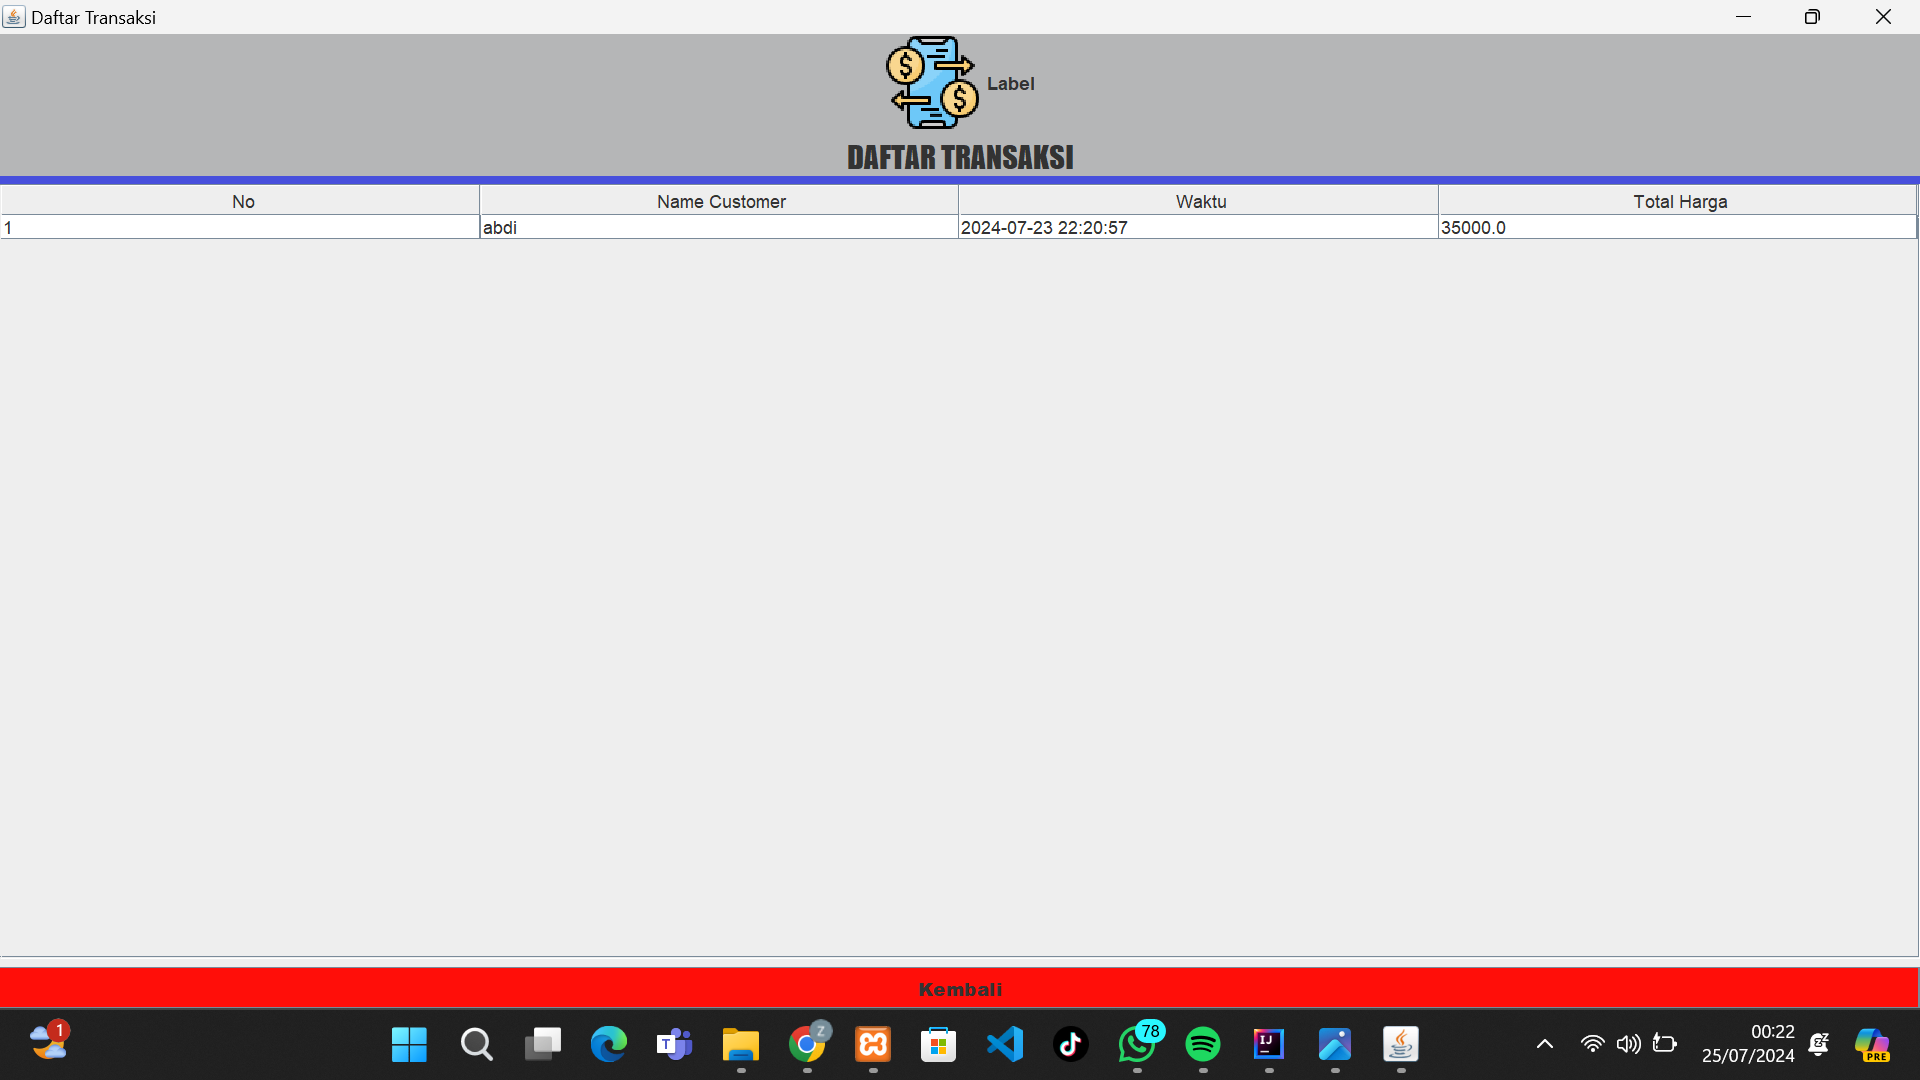 Daftar Transaksi
$
$
Label
DAFTAR TRANSAKSI
No Name Customer Waktu Total Harga
1 abdi 2024-07-23 22:20:57 35000.0
Kembali
1
T
Z
78
IJ
00:22
25/07/2024
PRE